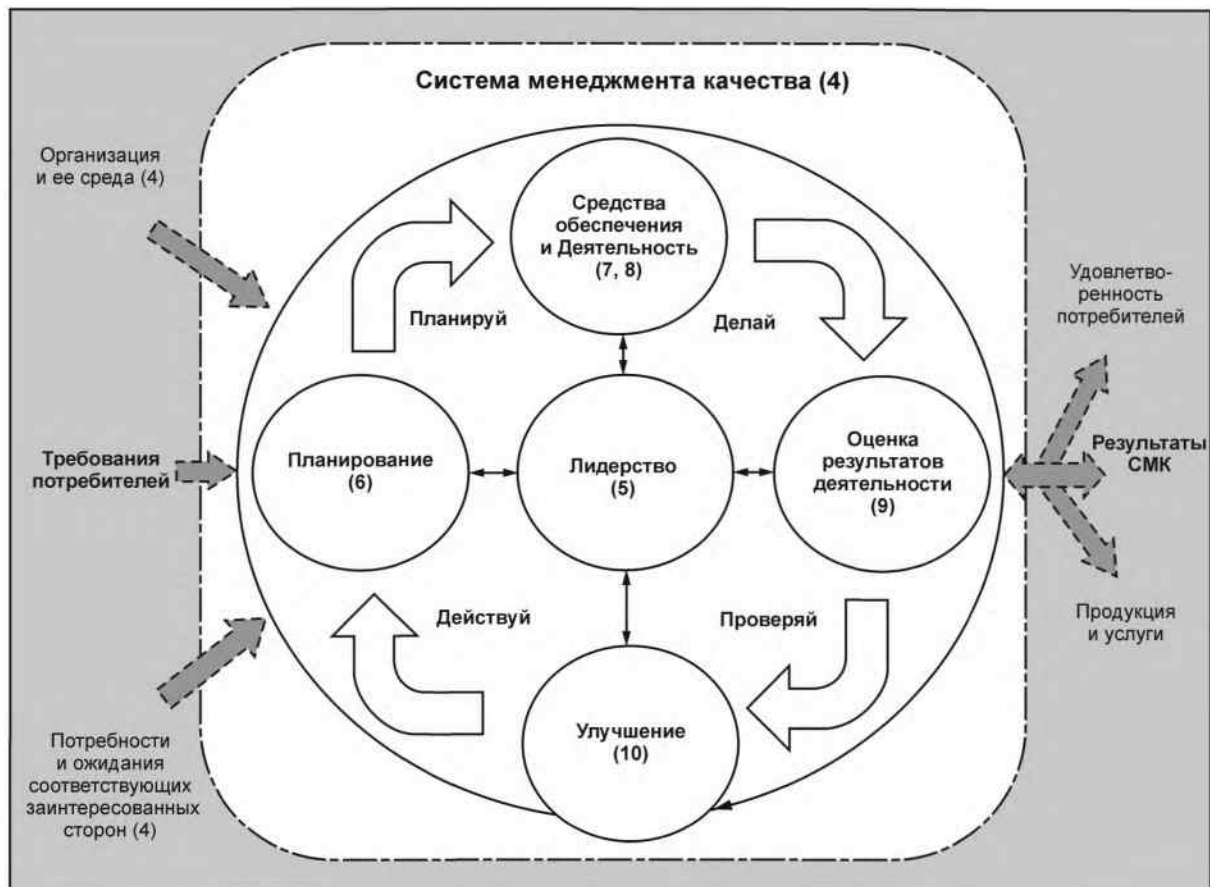 Система менеджмента качества (4)
Организация
и ее среда (4)
Средства
обеспечения
и Деятельность
(7, 8)
Удовлетво-
ренность
потребителей
Планируй
Делай
Требования
потребителей
Планирование
(6)
Лидерство
(5)
Оценка
результатов
деятельности
(9)
Результаты
СМК
Действуй
Проверяй
Продукция
и услуги
Улучшение
(10)
Потребности
и ожидания
соответствующих
заинтересованных
сторон (4)